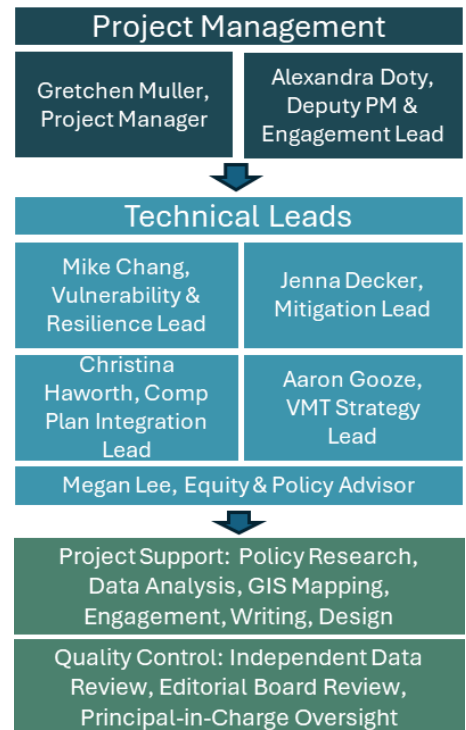 Project Management
Gretchen Muller,
Project Manager
Alexandra Doty,
Deputy PM &
Engagement Lead
Technical Leads
Mike Chang,
Vulnerability &
Resilience Lead
Jenna Decker,
Mitigation Lead
Christina
Haworth, Comp
Plan Integration
Lead
Aaron Gooze,
VMT Strategy
Lead
Megan Lee, Equity & Policy Advisor
Project Support: Policy Research,
Data Analysis, GIS Mapping,
Engagement, Writing, Design
Quality Control: Independent Data
Review, Editorial Board Review,
Principal-in-Charge Oversight